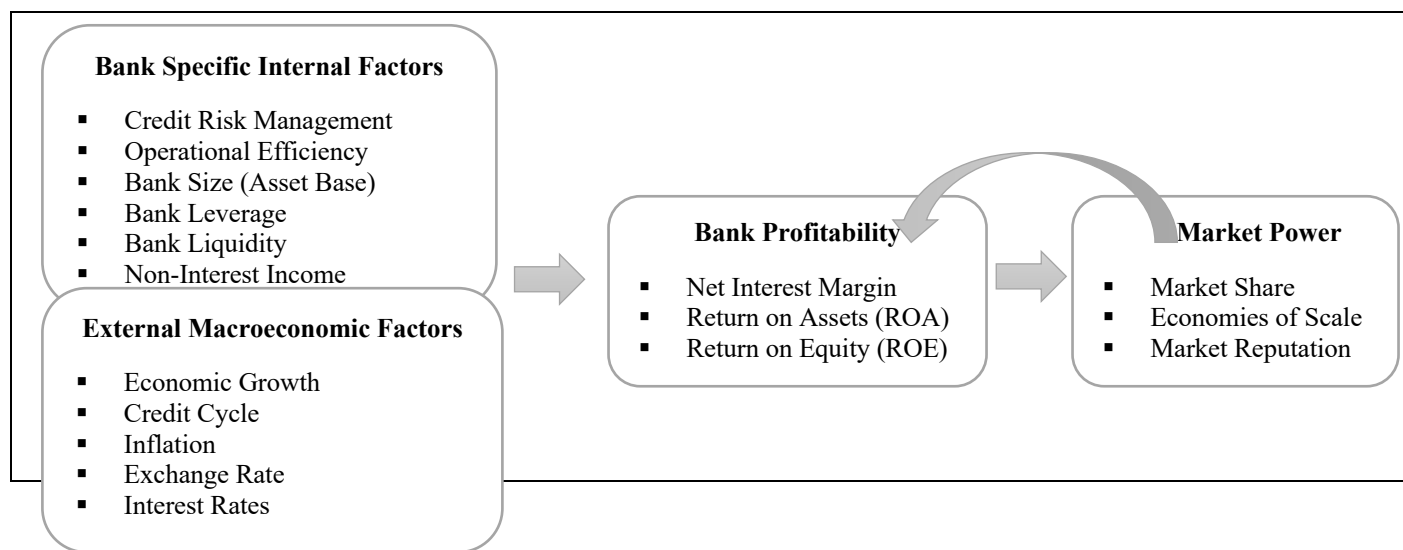 Bank Specific Internal Factors
▪ Credit Risk Management
▪ Operational Efficiency
▪ Bank Size (Asset Base)
▪ Bank Leverage
▪ Bank Liquidity
▪ Non-Interest Income
External Macroeconomic Factors
▪ Economic Growth
▪ Credit Cycle
▪ Inflation
▪ Exchange Rate
▪ Interest Rates
Bank Profitability
▪ Net Interest Margin
▪ Return on Assets (ROA)
▪ Return on Equity (ROE)
Market Power
▪ Market Share
▪ Economies of Scale
▪ Market Reputation